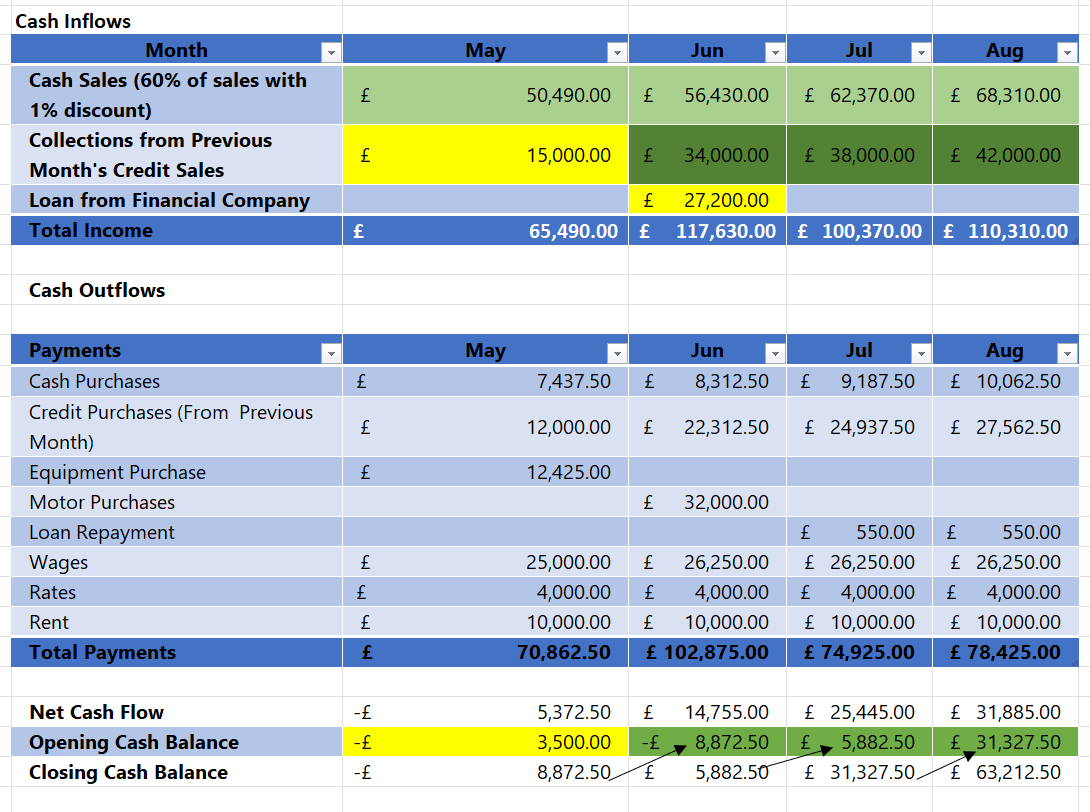 Cash Inflows
Month May Jun Jul Aug
Cash Sales (60% of sales with
1% discount) £ 50,490.00 £ 56,430.00 £ 62,370.00 £ 68,310.00
Collections from Previous
Month's Credit Sales £ 15,000.00 £ 34,000.00 £ 38,000.00 £ 42,000.00
Loan from Financial Company £ 27,200.00
Total Income £ 65,490.00 £ 117,630.00 £ 100,370.00 £ 110,310.00
Cash Outflows
Payments May Jun Jul Aug
Cash Purchases £ 7,437.50 £ 8,312.50 £ 9,187.50 £ 10,062.50
Credit Purchases (From Previous
Month) £ 12,000.00 £ 22,312.50 £ 24,937.50 £ 27,562.50
Equipment Purchase £ 12,425.00
Motor Purchases £ 32,000.00
Loan Repayment £ 550.00 £ 550.00
Wages £ 25,000.00 £ 26,250.00 £ 26,250.00 £ 26,250.00
Rates £ 4,000.00 £ 4,000.00 £ 4,000.00 £ 4,000.00
Rent £ 10,000.00 £ 10,000.00 £ 10,000.00 £ 10,000.00
Total Payments £ 70,862.50 £ 102,875.00 £ 74,925.00 £ 78,425.00
Net Cash Flow -£ 5,372.50 £ 14,755.00 £ 25,445.00 £ 31,885.00
Opening Cash Balance -£ 3,500.00 -£ 8,872.50 £ 5,882.50 £ 31,327.50
Closing Cash Balance -£ 8,872.50 £ 5,882.50 £ 31,327.50 £ 63,212.50